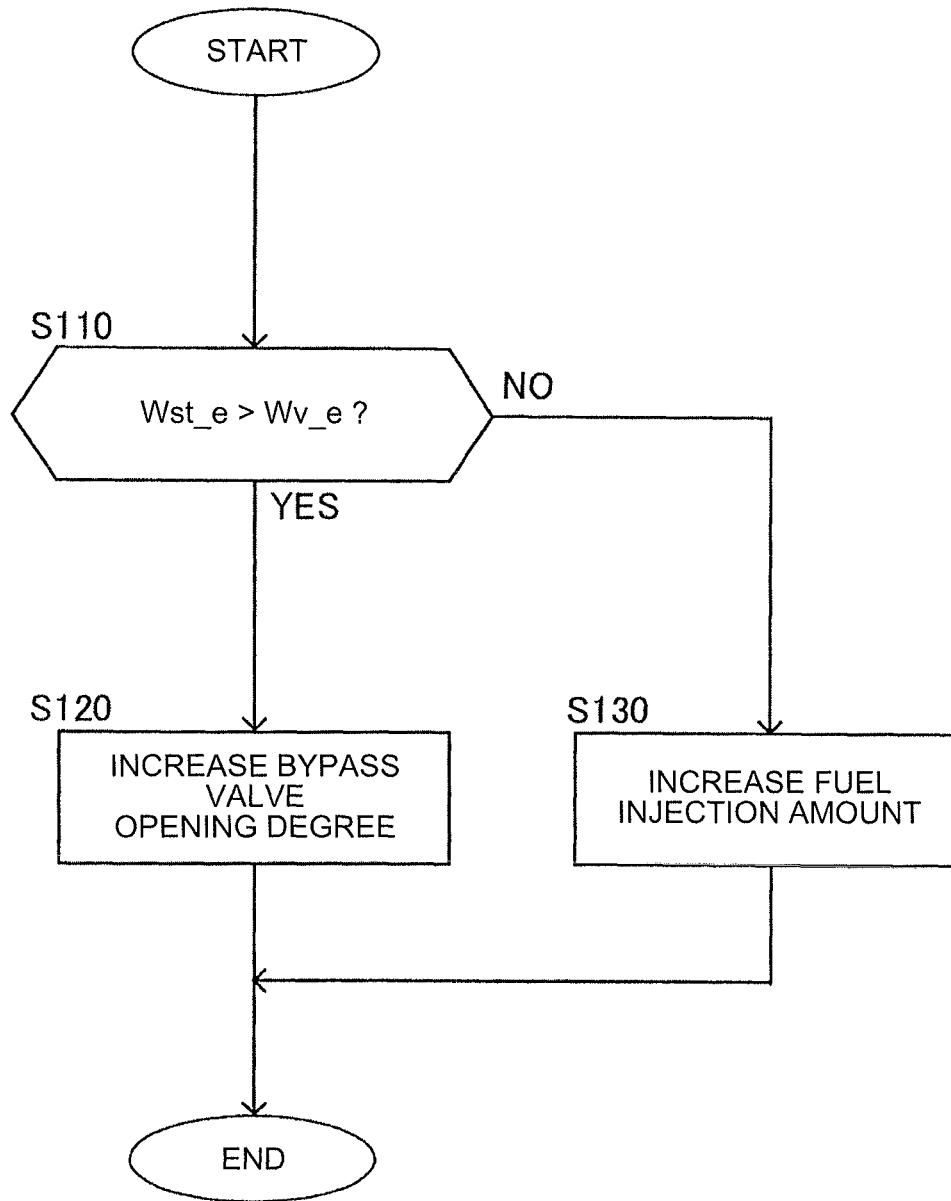 START
S110
Wst_e > Wv_e ?
NO
YES
S120
INCREASE BYPASS
VALVE
OPENING DEGREE
S130
INCREASE FUEL
INJECTION AMOUNT
END